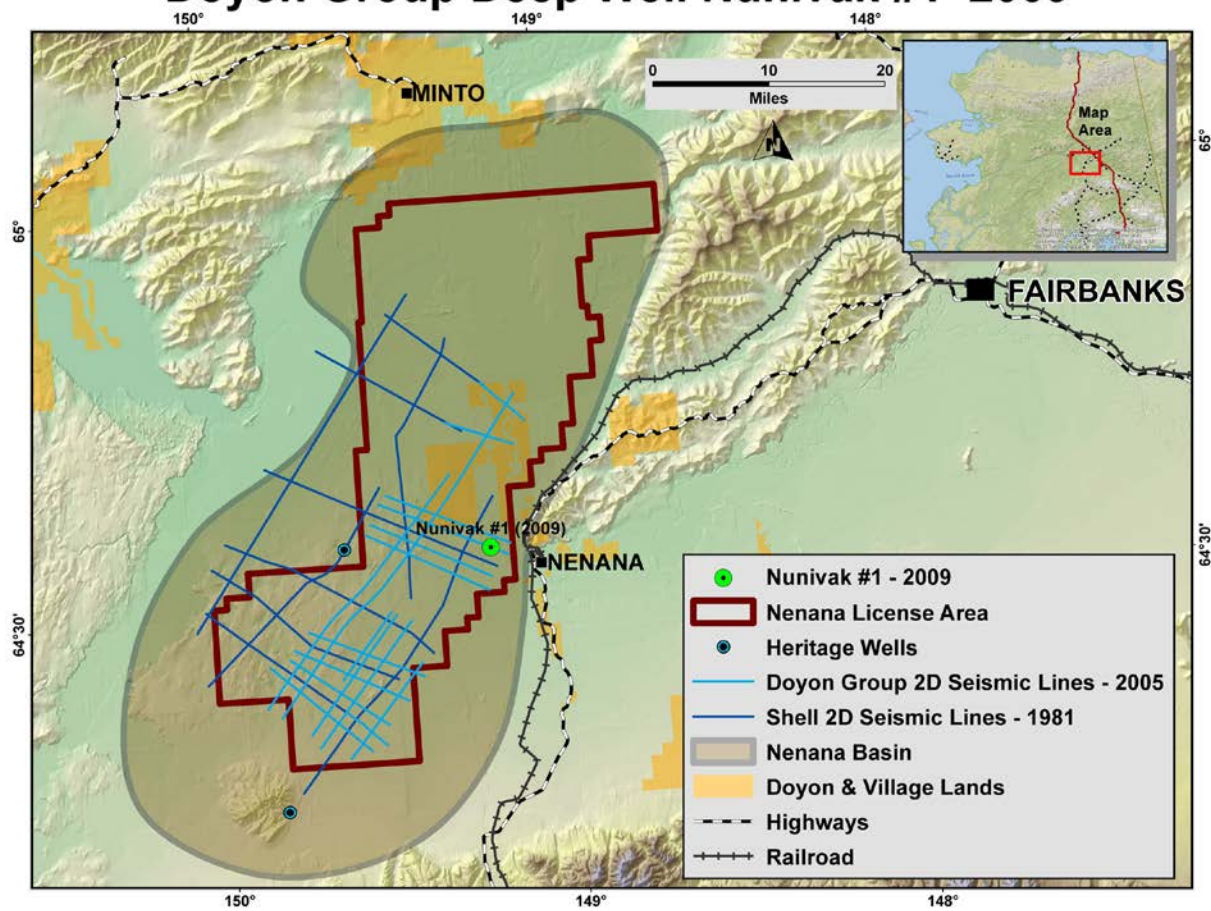 Doyon Group Deep Well Nunivak #1 2009
150°
149°
148°
MINTO
0
10
20
Miles
N
Map
Area
65°
65°
FAIRBANKS
Nunivak #1 (2009)
NENANA
64°30'
64°30'
Nunivak #1 - 2009
Nenana License Area
Heritage Wells
Doyon Group 2D Seismic Lines - 2005
Shell 2D Seismic Lines - 1981
Nenana Basin
Doyon & Village Lands
Highways
Railroad
150°
149°
148°